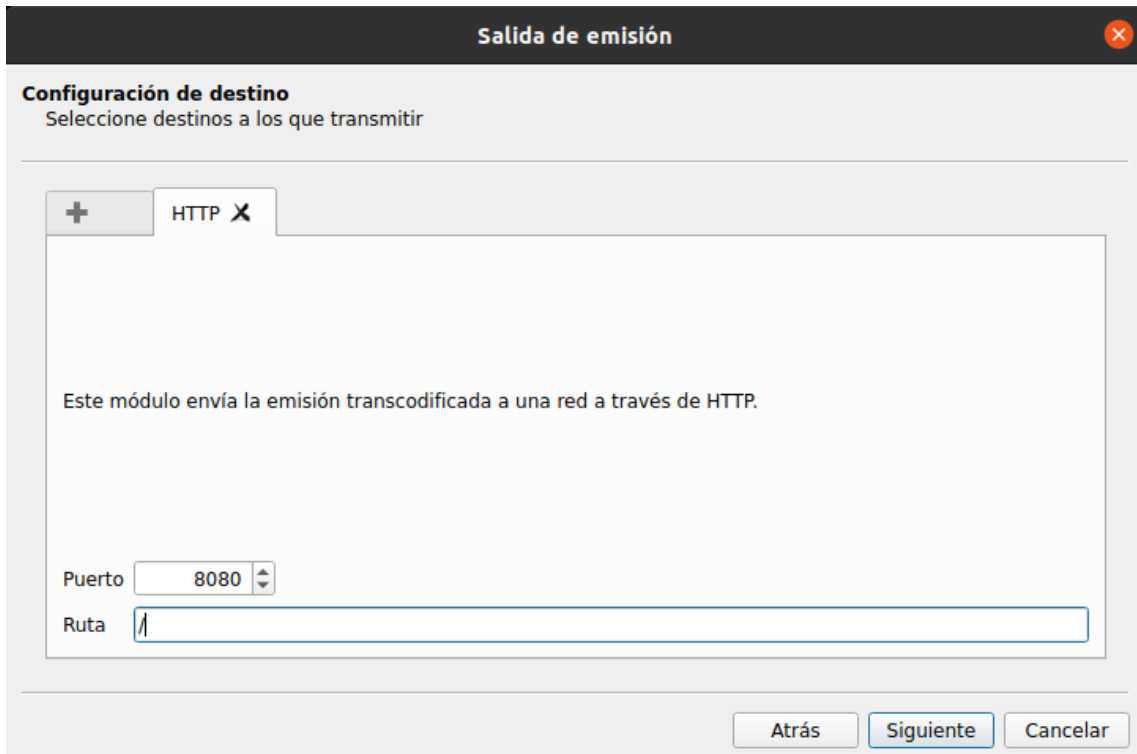 Salida de emisión
Configuración de destino
Seleccione destinos a los que transmitir
HTTP
Este módulo envía la emisión transcodificada a una red a través de HTTP.
Puerto 8080
Ruta /
Atrás Siguiente Cancelar